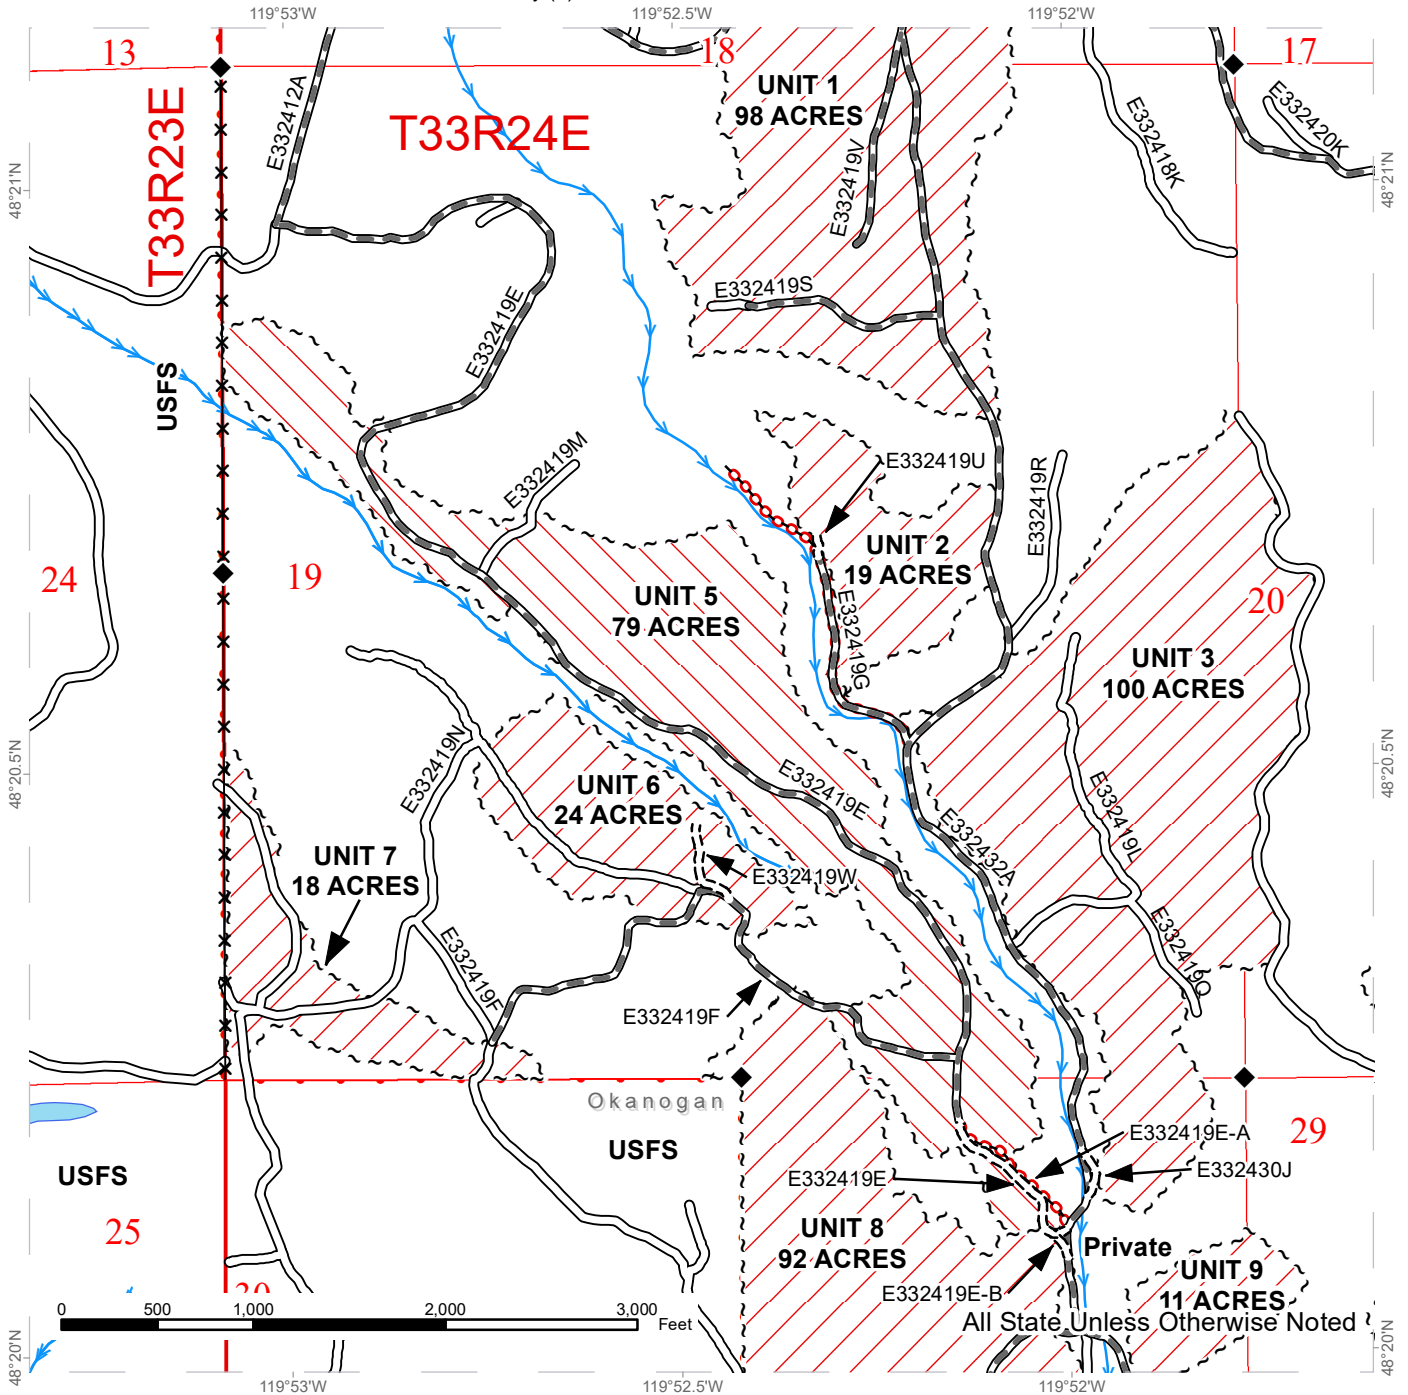 119°53'W
119°52.5'W
119°52'W
13
18
17
UNIT 1
98 ACRES
T33R23E
T33R24E
E332412A
E332419V
E332418K
E332420K
48°21'N
48°21'N
E332419S
E332419E
USFS
E332419M
E332419U
E332419R
UNIT 2
19 ACRES
24
19
20
UNIT 5
79 ACRES
E332419G
UNIT 3
100 ACRES
E332419N
UNIT 6
24 ACRES
E332419E
48°20.5'N
48°20.5'N
E332432A
E332419L
UNIT 7
18 ACRES
E332419W
E332419F
E332419Q
E332419F
Okanogan
USFS
USFS
E332419E-A
29
E332419E
E332430J
25
UNIT 8
92 ACRES
Private
UNIT 9
11 ACRES
30
E332419E-B
0 500 1,000 2,000 3,000
Feet
All State Unless Otherwise Noted
48°20'N
48°20'N
119°53'W
119°52.5'W
119°52'W